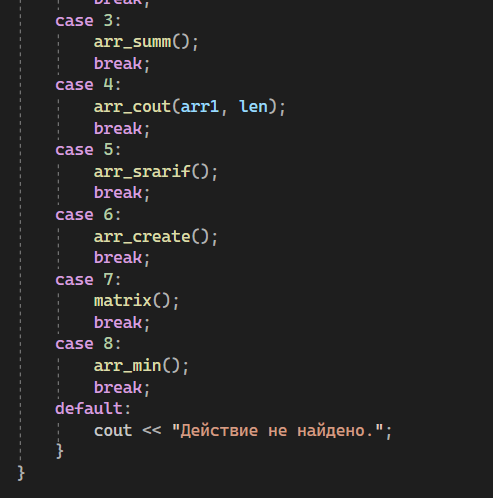 break;
case 3:
arr_summ();
break;
case 4:
arr_cout(arr1, len);
break;
case 5:
arr_srarif();
break;
case 6:
arr_create();
break;
case 7:
matrix();
break;
case 8:
arr_min();
break;
default:
cout << "Действие не найдено.";
}
}